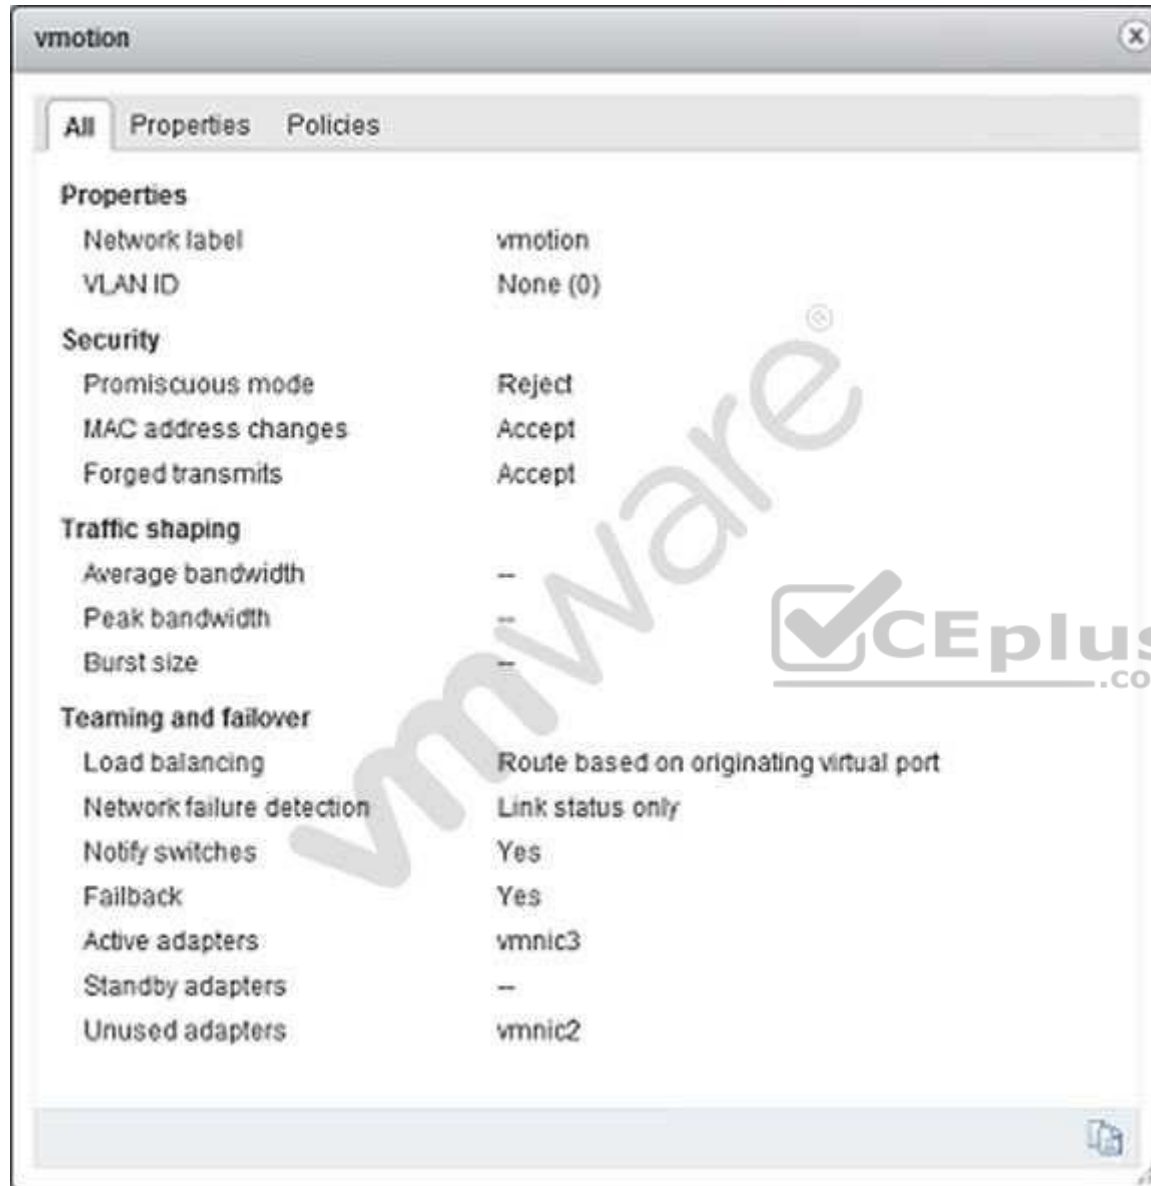 vmotion
All Properties Policies
Properties
Network label vmotion
VLAN ID None (0)
Security
Promiscuous mode Reject
MAC address changes Accept
Forged transmits Accept
Traffic shaping
Average bandwidth --
Peak bandwidth --
Burst size --
Teaming and failover
Load balancing Route based on originating virtual port
Network failure detection Link status only
Notify switches Yes
Failback Yes
Active adapters vmnic3
Standby adapters --
Unused adapters vmnic2
vmware®
CEplus
.co